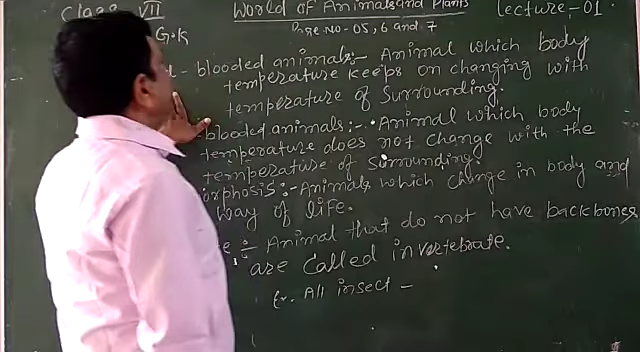 Class VII World of Animals and Plants Lecture-01.
G.K Page No-05, 6 and 7
- blooded animals:- Animal which body
temperature keeps on changing with
temperature of Surrounding.
blooded animals:- Animal which body
temperature does not change with the
temperature of Surrounding.
orphosis:- Animals which change in body and
way of life.
e :- Animal that do not have backbones
are Called invertebrate.
Ex. All insect -